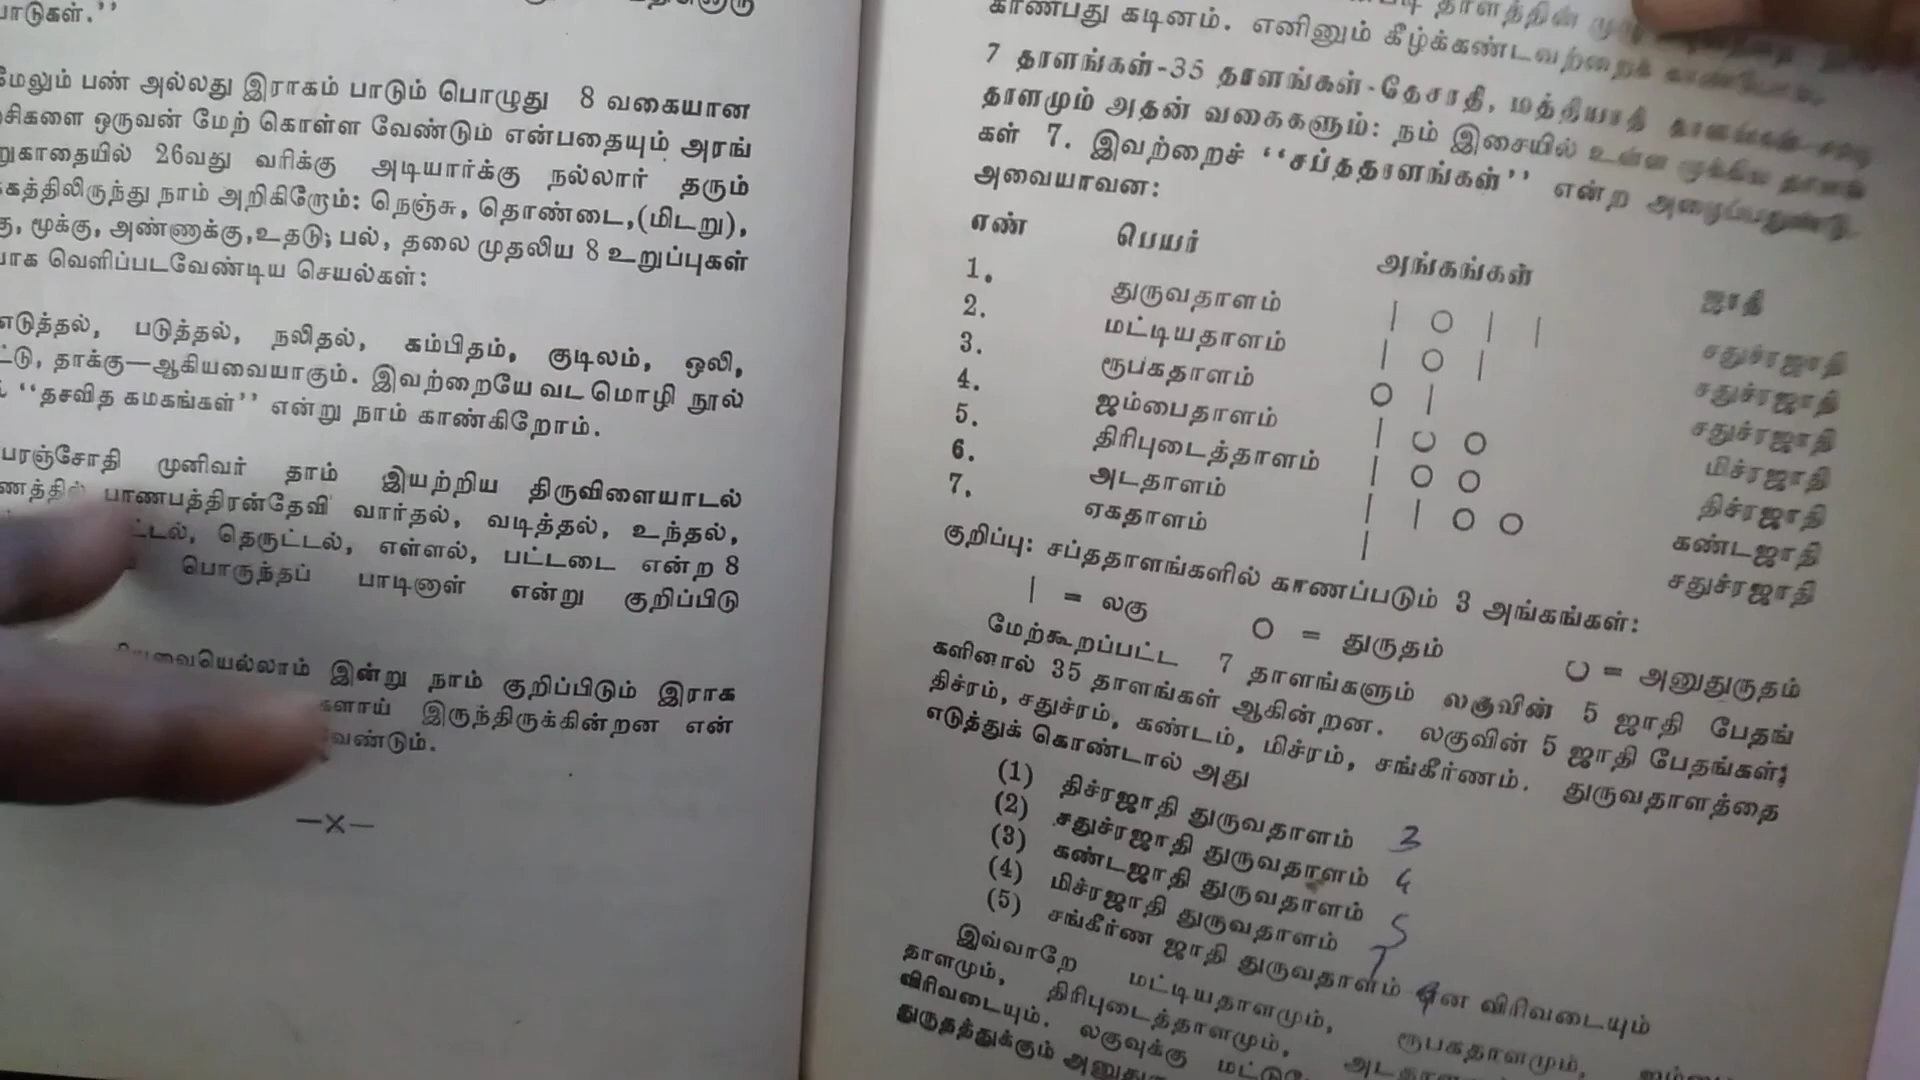 பாடுகள்.’’
மேலும் பண் அல்லது இராகம் பாடும் பொழுது 8 வகையான
சிகளை ஒருவன் மேற் கொள்ள வேண்டும் என்பதையும் அரங்
றுகாதையில் 26வது வரிக்கு அடியார்க்கு நல்லார் தரும்
கத்திலிருந்து நாம் அறிகிறோம்: நெஞ்சு, தொண்டை,(மிடறு),
மூக்கு, அண்ணாக்கு,உதடு; பல், தலை முதலிய 8 உறுப்புகள்
பாக வெளிப்படவேண்டிய செயல்கள்:
எடுத்தல், படுத்தல், நலிதல், கம்பிதம், குடிலம், ஒலி,
ட்டு, தாக்கு—ஆகியவையாகும். இவற்றையே வடமொழி நூல்
‘‘தசவித கமகங்கள்’’ என்று நாம் காண்கிறோம்.
பரஞ்சோதி முனிவர் தாம் இயற்றிய திருவிளையாடல்
பாணபத்திரன்தேவி வார்தல், வடித்தல், உந்தல்,
ட்டல், தெருட்டல், எள்ளல், பட்டடை என்ற 8
பொருந்தப் பாடினாள் என்று குறிப்பிடு
வையெல்லாம் இன்று நாம் குறிப்பிடும் இராக
களாய் இருந்திருக்கின்றன என்
வேண்டும்.
—x—
தாளத்தின்
காண்பது கடினம். எனினும் கீழ்க்கண்டவற்றைக்
7 தாளங்கள்-35 தாளங்கள்-தேசாதி, மத்தியாதி
தாளமும் அதன் வகைகளும்: நம் இசையில் உள்ள முக்கிய
கள் 7. இவற்றைச் ‘‘சப்ததாளங்கள்’’ என்ற
அவையாவன:
எண் பெயர் அங்கங்கள் ஜாதி
1. துருவதாளம் | O | | சதுச்ரஜாதி
2. மட்டியதாளம் | O | சதுச்ரஜாதி
3. ரூபகதாளம் O | சதுச்ரஜாதி
4. ஜம்பைதாளம் | ◡ O மிச்ரஜாதி
5. திரிபுடைத்தாளம் | O O திச்ரஜாதி
6. அடதாளம் | | O O கண்டஜாதி
7. ஏகதாளம் | சதுச்ரஜாதி
குறிப்பு: சப்ததாளங்களில் காணப்படும் 3 அங்கங்கள்:
| = லகு O = துருதம் ◡ = அனுதுருதம்
மேற்கூறப்பட்ட 7 தாளங்களும் லகுவின் 5 ஜாதி பேதங்
களினால் 35 தாளங்கள் ஆகின்றன. லகுவின் 5 ஜாதி பேதங்கள்;
திச்ரம், சதுச்ரம், கண்டம், மிச்ரம், சங்கீர்ணம். துருவதாளத்தை
எடுத்துக் கொண்டால் அது
(1) திச்ரஜாதி துருவதாளம் 3
(2) சதுச்ரஜாதி துருவதாளம் 4
(3) கண்டஜாதி துருவதாளம் 5
(4) மிச்ரஜாதி துருவதாளம் 7
(5) சங்கீர்ண ஜாதி துருவதாளம் 9 என விரிவடையும்
இவ்வாறே மட்டியதாளமும், ரூபகதாளமும்,
தாளமும், திரிபுடைத்தாளமும்,
விரிவடையும். லகுவுக்கு
துருதத்துக்கும்